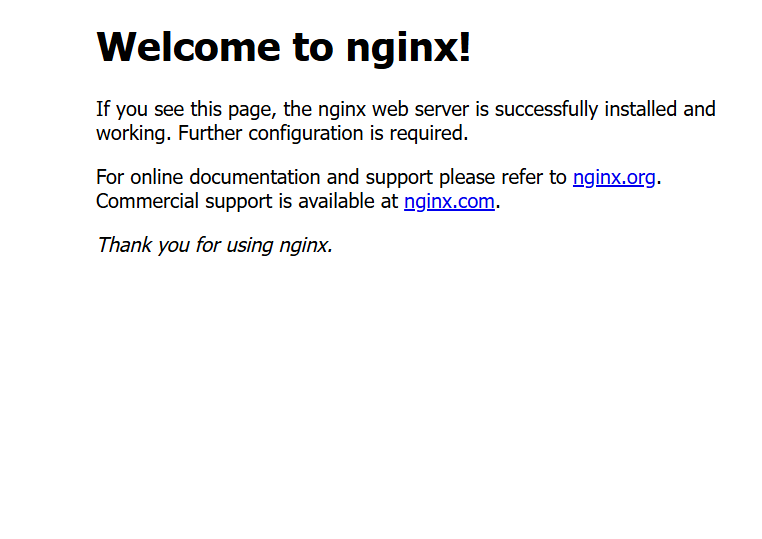 Welcome to nginx!
If you see this page, the nginx web server is successfully installed and
working. Further configuration is required.
For online documentation and support please refer to nginx.org.
Commercial support is available at nginx.com.
Thank you for using nginx.